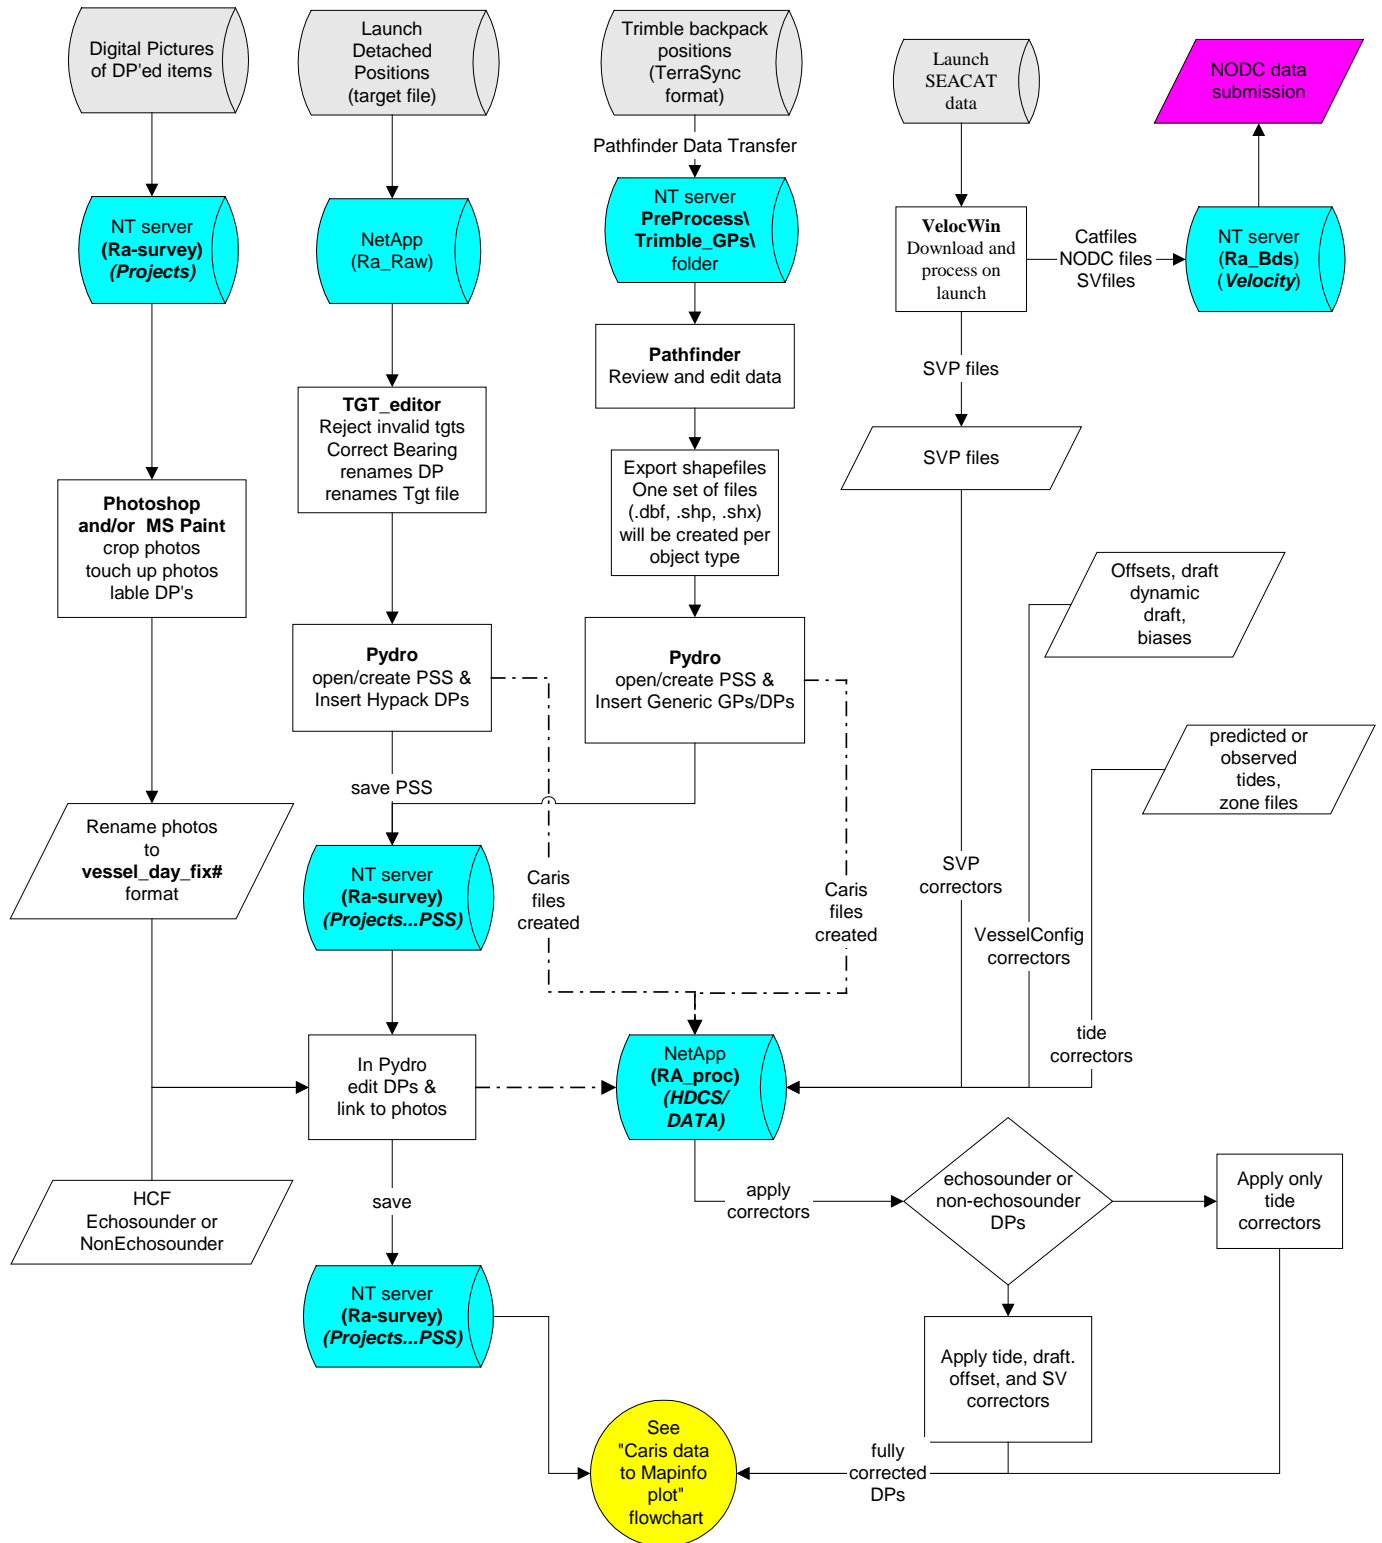 Digital Pictures
of DP'ed items
Launch
Detached
Positions
(target file)
Trimble backpack
positions
(TerraSync
format)
Launch
SEACAT
data
NODC data
submission
Pathfinder Data Transfer
NT server
(Ra-survey)
(Projects)
NetApp
(Ra_Raw)
NT server
PreProcess\
Trimble_GPs\
folder
VelocWin
Download and
process on
launch
Catfiles
NODC files
SVfiles
NT server
(Ra_Bds)
(Velocity)
Pathfinder
Review and edit data
SVP files
TGT_editor
Reject invalid tgts
Correct Bearing
renames DP
renames Tgt file
SVP files
Export shapefiles
One set of files
(.dbf, .shp, .shx)
will be created per
object type
Photoshop
and/or MS Paint
crop photos
touch up photos
lable DP's
Offsets, draft
dynamic
draft,
biases
Pydro
open/create PSS &
Insert Hypack DPs
Pydro
open/create PSS &
Insert Generic GPs/DPs
predicted or
observed
tides,
zone files
save PSS
Rename photos
to
vessel_day_fix#
format
NT server
(Ra-survey)
(Projects...PSS)
Caris
files
created
Caris
files
created
SVP
correctors
VesselConfig
correctors
tide
correctors
In Pydro
edit DPs &
link to photos
NetApp
(RA_proc)
(HDCS/
DATA)
HCF
Echosounder or
NonEchosounder
save
apply
correctors
echosounder or
non-echosounder
DPs
Apply only
tide
correctors
NT server
(Ra-survey)
(Projects...PSS)
Apply tide, draft.
offset, and SV
correctors
See
"Caris data
to Mapinfo
plot"
flowchart
fully
corrected
DPs